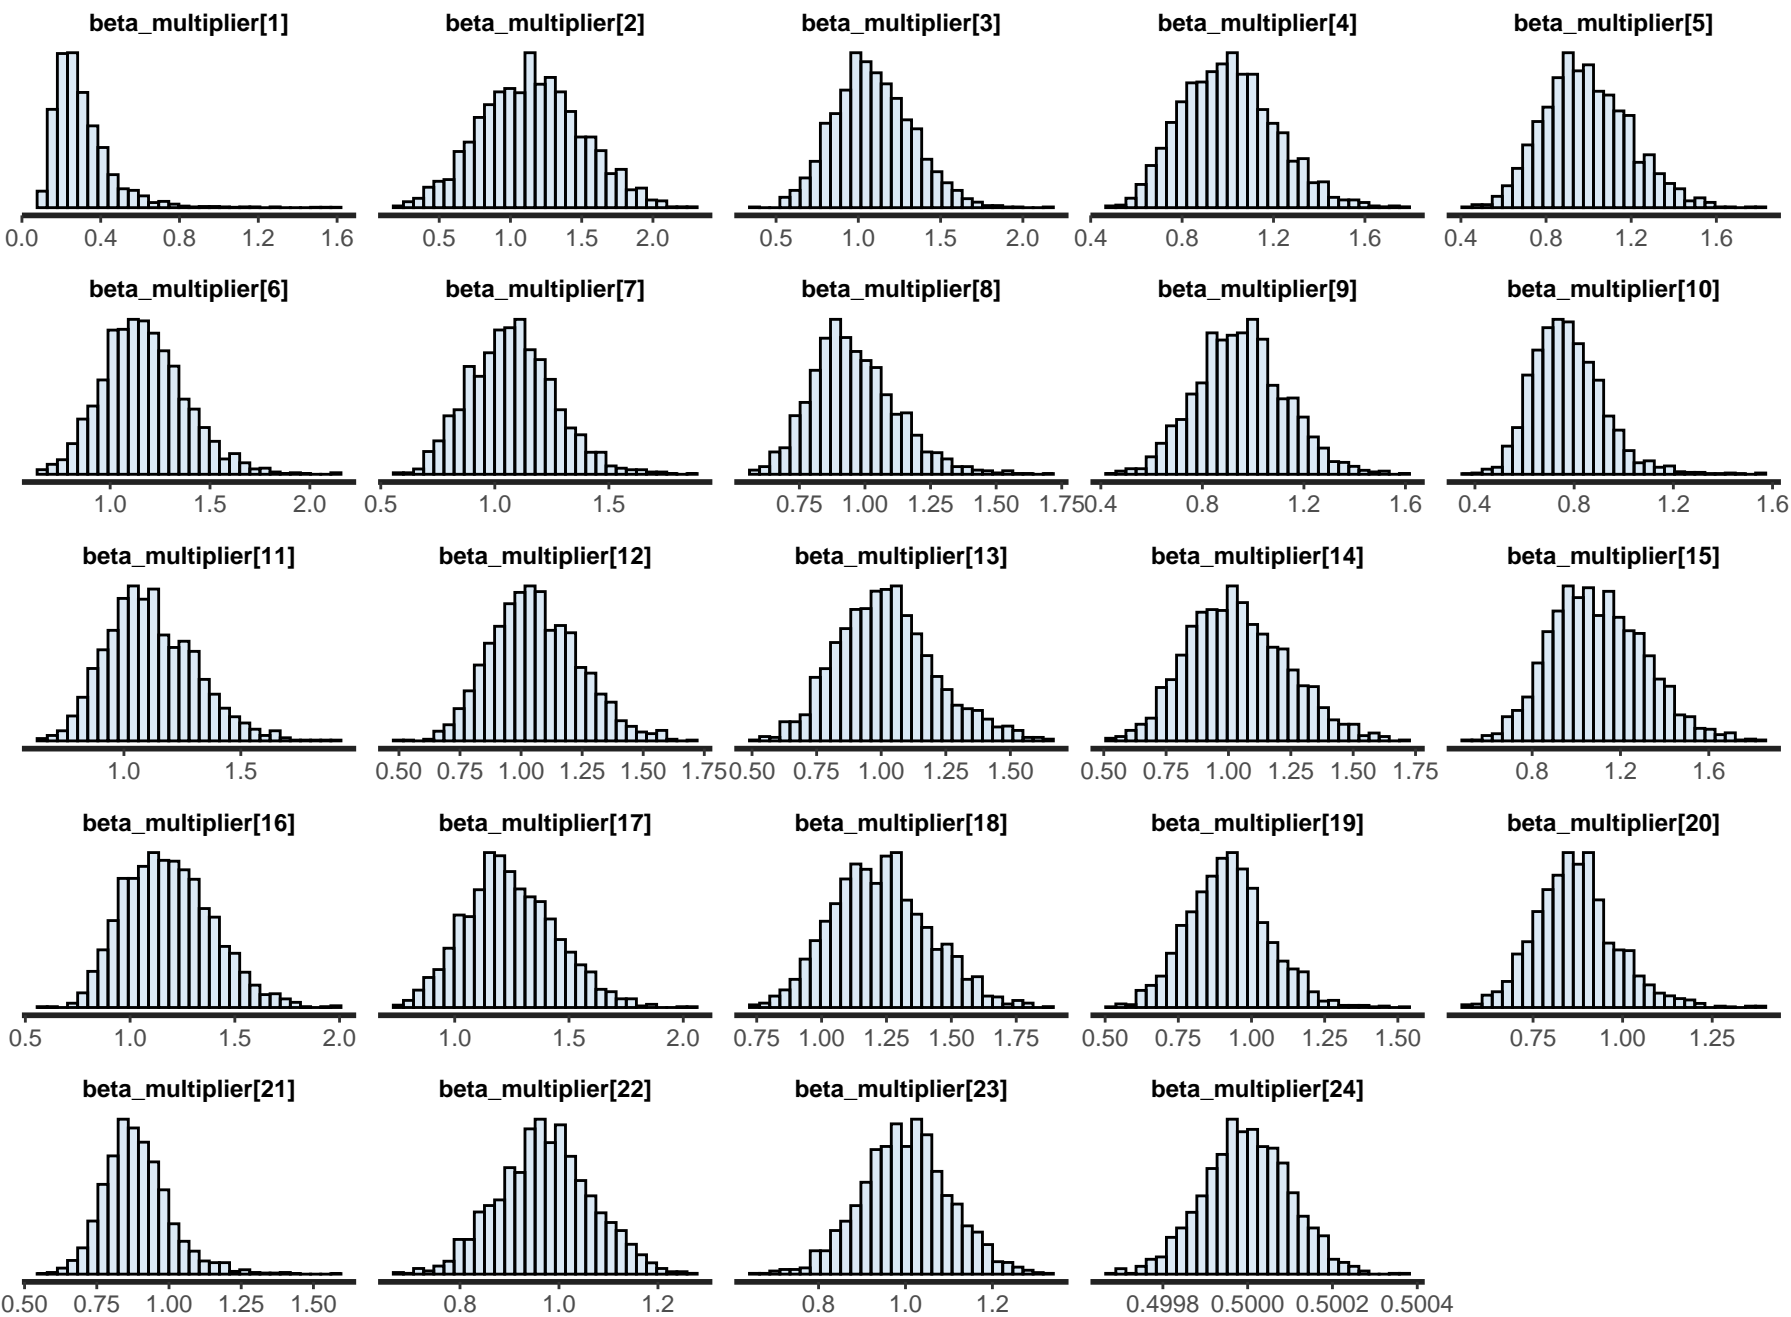 beta_multiplier[1] beta_multiplier[2] beta_multiplier[3] beta_multiplier[4] beta_multiplier[5]
0.0 0.4 0.8 1.2 1.6 0.5 1.0 1.5 2.0 0.5 1.0 1.5 2.0 0.4 0.8 1.2 1.6 0.4 0.8 1.2 1.6
beta_multiplier[6] beta_multiplier[7] beta_multiplier[8] beta_multiplier[9] beta_multiplier[10]
1.0 1.5 2.0 0.5 1.0 1.5 0.75 1.00 1.25 1.50 1.75 0.4 0.8 1.2 1.6 0.4 0.8 1.2 1.6
beta_multiplier[11] beta_multiplier[12] beta_multiplier[13] beta_multiplier[14] beta_multiplier[15]
1.0 1.5 0.50 0.75 1.00 1.25 1.50 1.75 0.50 0.75 1.00 1.25 1.50 0.50 0.75 1.00 1.25 1.50 1.75 0.8 1.2 1.6
beta_multiplier[16] beta_multiplier[17] beta_multiplier[18] beta_multiplier[19] beta_multiplier[20]
0.5 1.0 1.5 2.0 1.0 1.5 2.0 0.75 1.00 1.25 1.50 1.75 0.50 0.75 1.00 1.25 1.50 0.75 1.00 1.25
beta_multiplier[21] beta_multiplier[22] beta_multiplier[23] beta_multiplier[24]
0.50 0.75 1.00 1.25 1.50 0.8 1.0 1.2 0.8 1.0 1.2 0.4998 0.5000 0.5002 0.5004